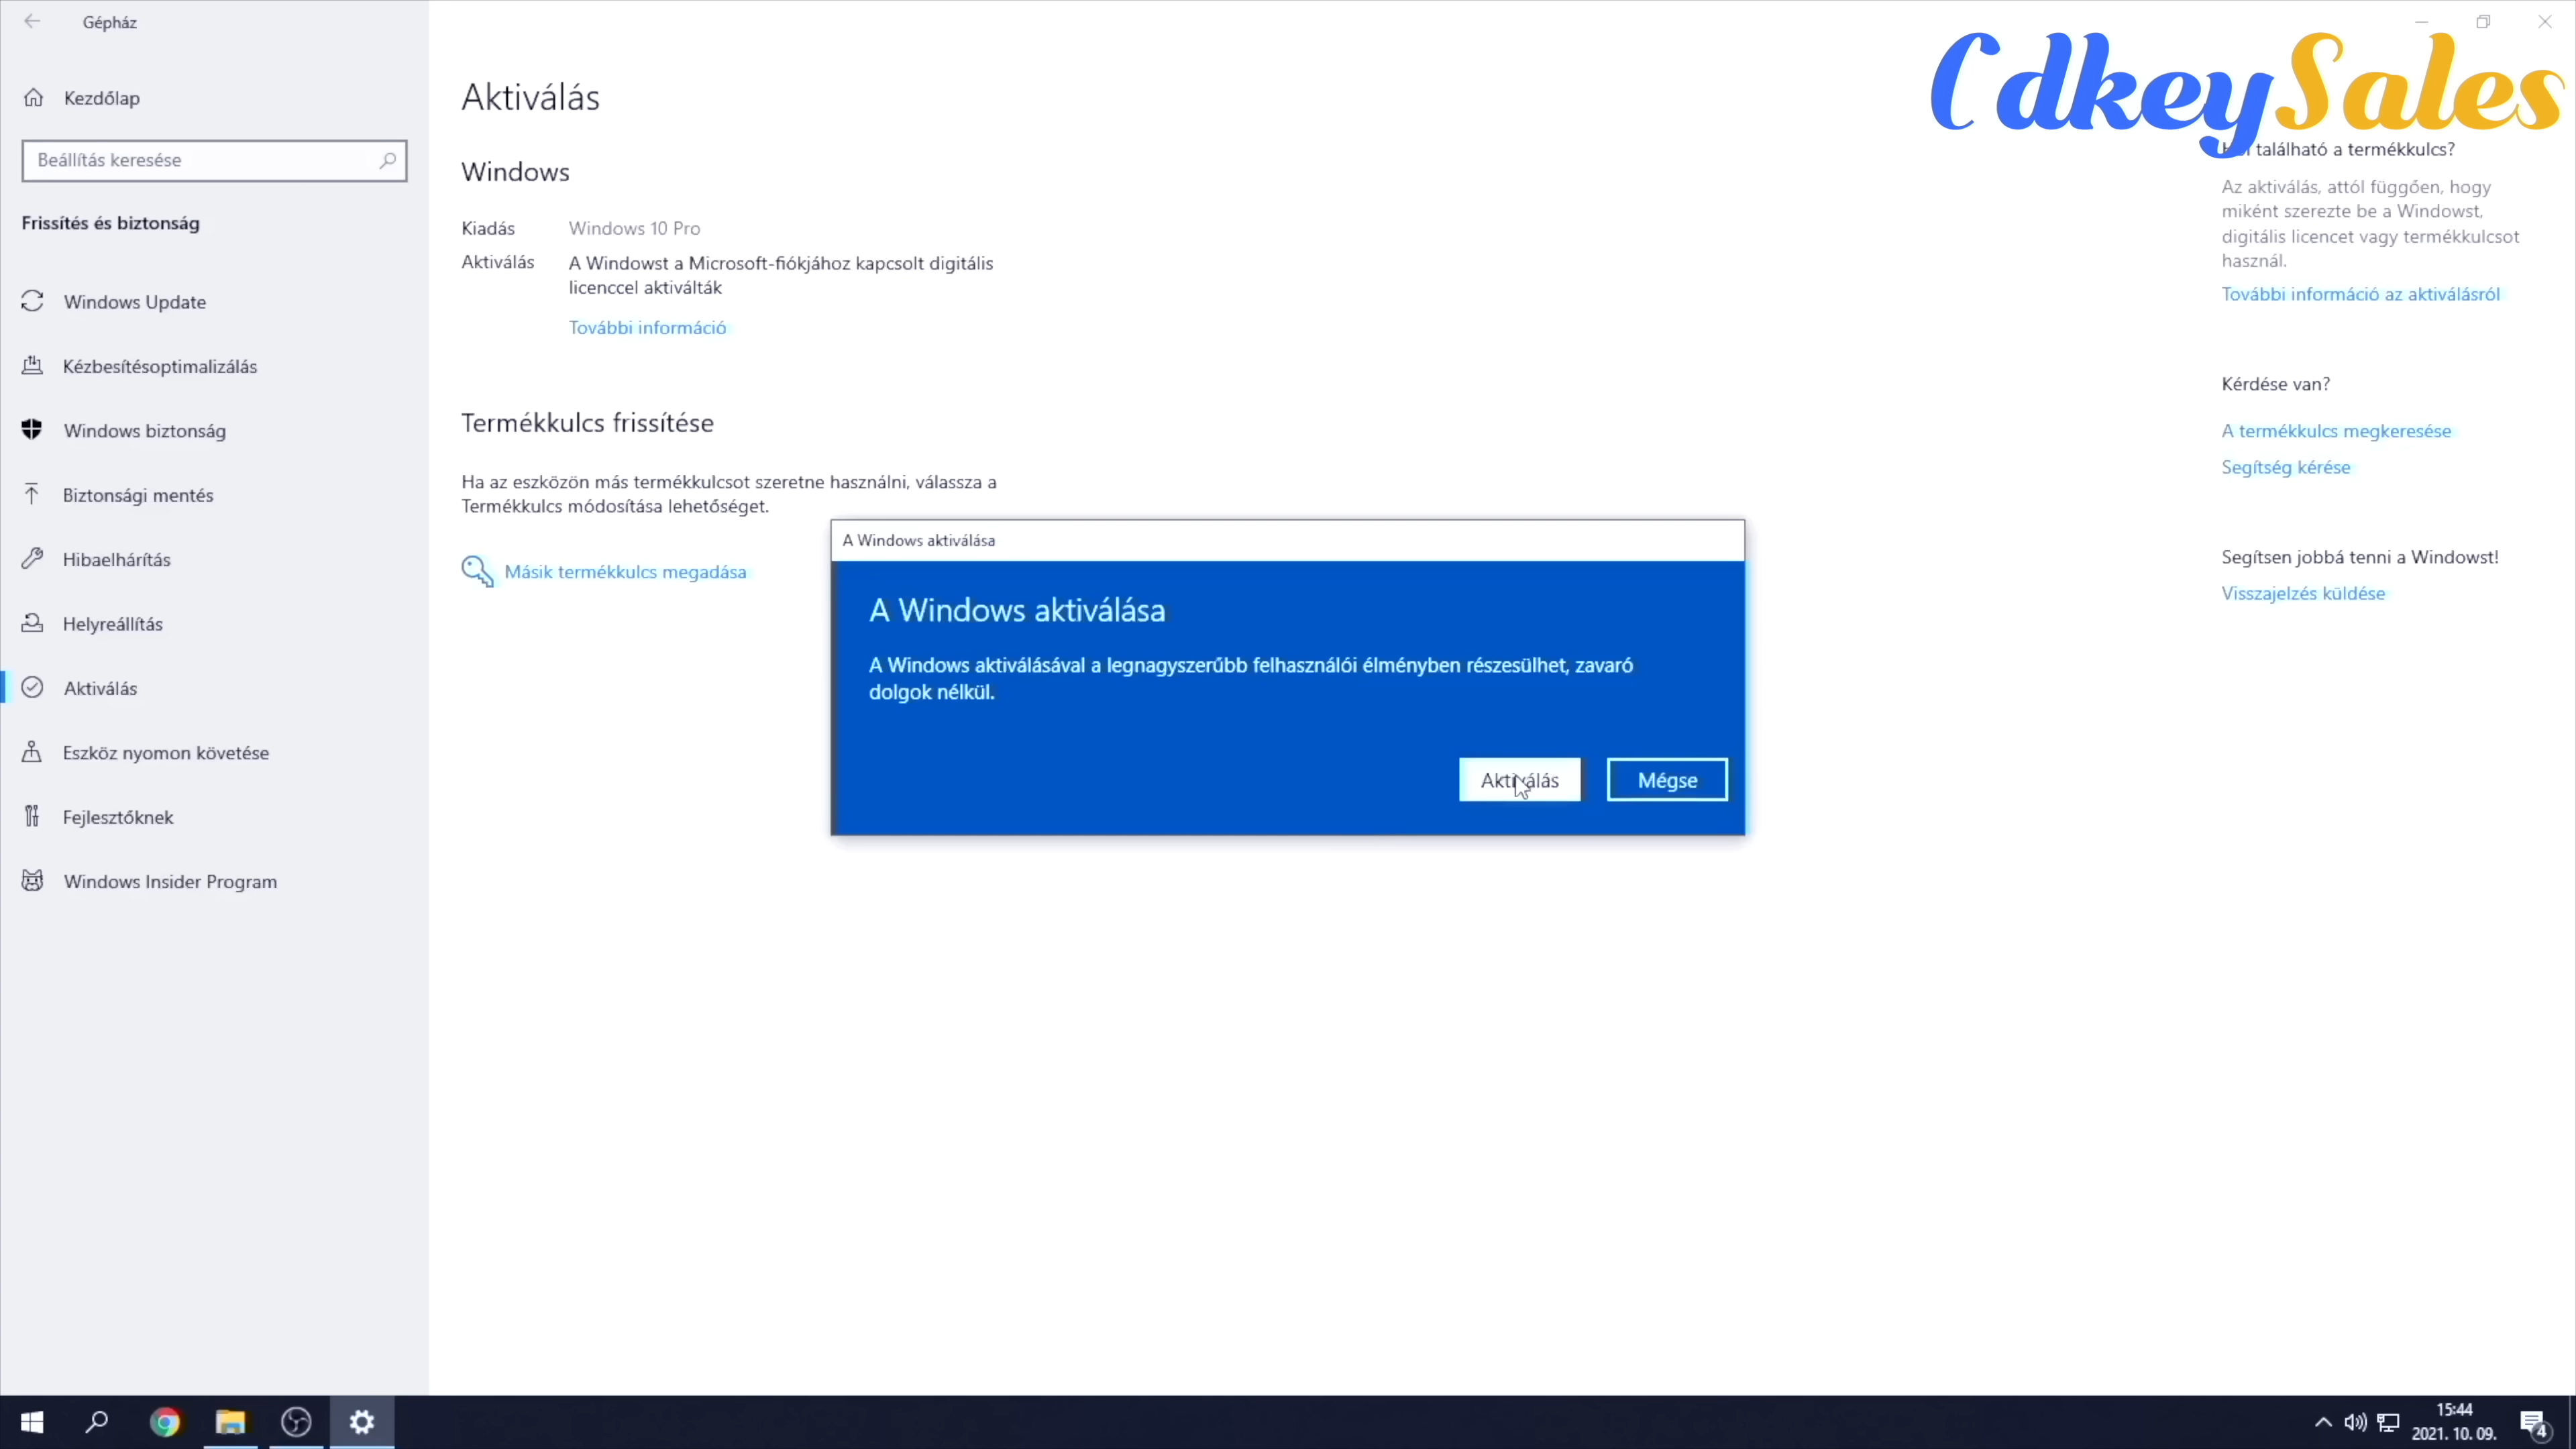 Gépház
Kezdőlap
Beállítás keresése
Frissítés és biztonság
Windows Update
Kézbesítésoptimalizálás
Windows biztonság
Biztonsági mentés
Hibaelhárítás
Helyreállítás
Aktiválás
Eszköz nyomon követése
Fejlesztőknek
Windows Insider Program
Aktiválás
Windows
Kiadás Windows 10 Pro
Aktiválás A Windowst a Microsoft-fiókjához kapcsolt digitális
licenccel aktiválták
További információ
Termékkulcs frissítése
Ha az eszközön más termékkulcsot szeretne használni, válassza a
Termékkulcs módosítása lehetőséget.
Másik termékkulcs megadása
A Windows aktiválása
A Windows aktiválása
A Windows aktiválásával a legnagyszerűbb felhasználói élményben részesülhet, zavaró
dolgok nélkül.
Aktiválás Mégse
CdkeySales
található a termékkulcs?
Az aktiválás, attól függően, hogy
miként szerezte be a Windowst,
digitális licencet vagy termékkulcsot
használ.
További információ az aktiválásról
Kérdése van?
A termékkulcs megkeresése
Segítség kérése
Segítsen jobbá tenni a Windowst!
Visszajelzés küldése
15:44
2021. 10. 09.
4